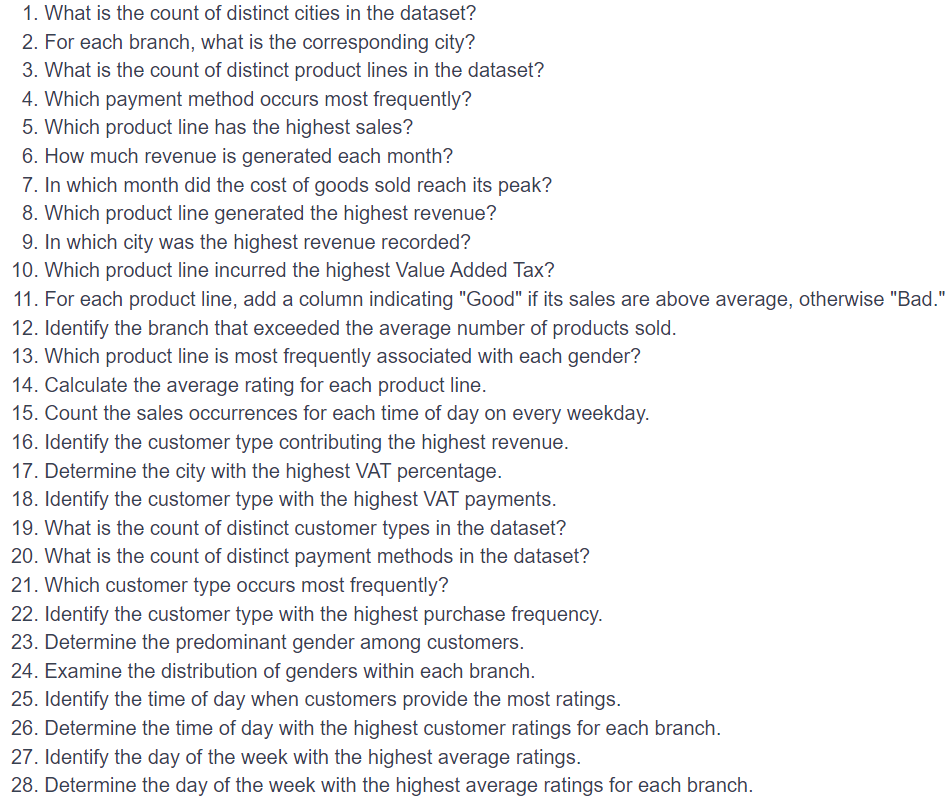 1. What is the count of distinct cities in the dataset?
2. For each branch, what is the corresponding city?
3. What is the count of distinct product lines in the dataset?
4. Which payment method occurs most frequently?
5. Which product line has the highest sales?
6. How much revenue is generated each month?
7. In which month did the cost of goods sold reach its peak?
8. Which product line generated the highest revenue?
9. In which city was the highest revenue recorded?
10. Which product line incurred the highest Value Added Tax?
11. For each product line, add a column indicating "Good" if its sales are above average, otherwise "Bad."
12. Identify the branch that exceeded the average number of products sold.
13. Which product line is most frequently associated with each gender?
14. Calculate the average rating for each product line.
15. Count the sales occurrences for each time of day on every weekday.
16. Identify the customer type contributing the highest revenue.
17. Determine the city with the highest VAT percentage.
18. Identify the customer type with the highest VAT payments.
19. What is the count of distinct customer types in the dataset?
20. What is the count of distinct payment methods in the dataset?
21. Which customer type occurs most frequently?
22. Identify the customer type with the highest purchase frequency.
23. Determine the predominant gender among customers.
24. Examine the distribution of genders within each branch.
25. Identify the time of day when customers provide the most ratings.
26. Determine the time of day with the highest customer ratings for each branch.
27. Identify the day of the week with the highest average ratings.
28. Determine the day of the week with the highest average ratings for each branch.